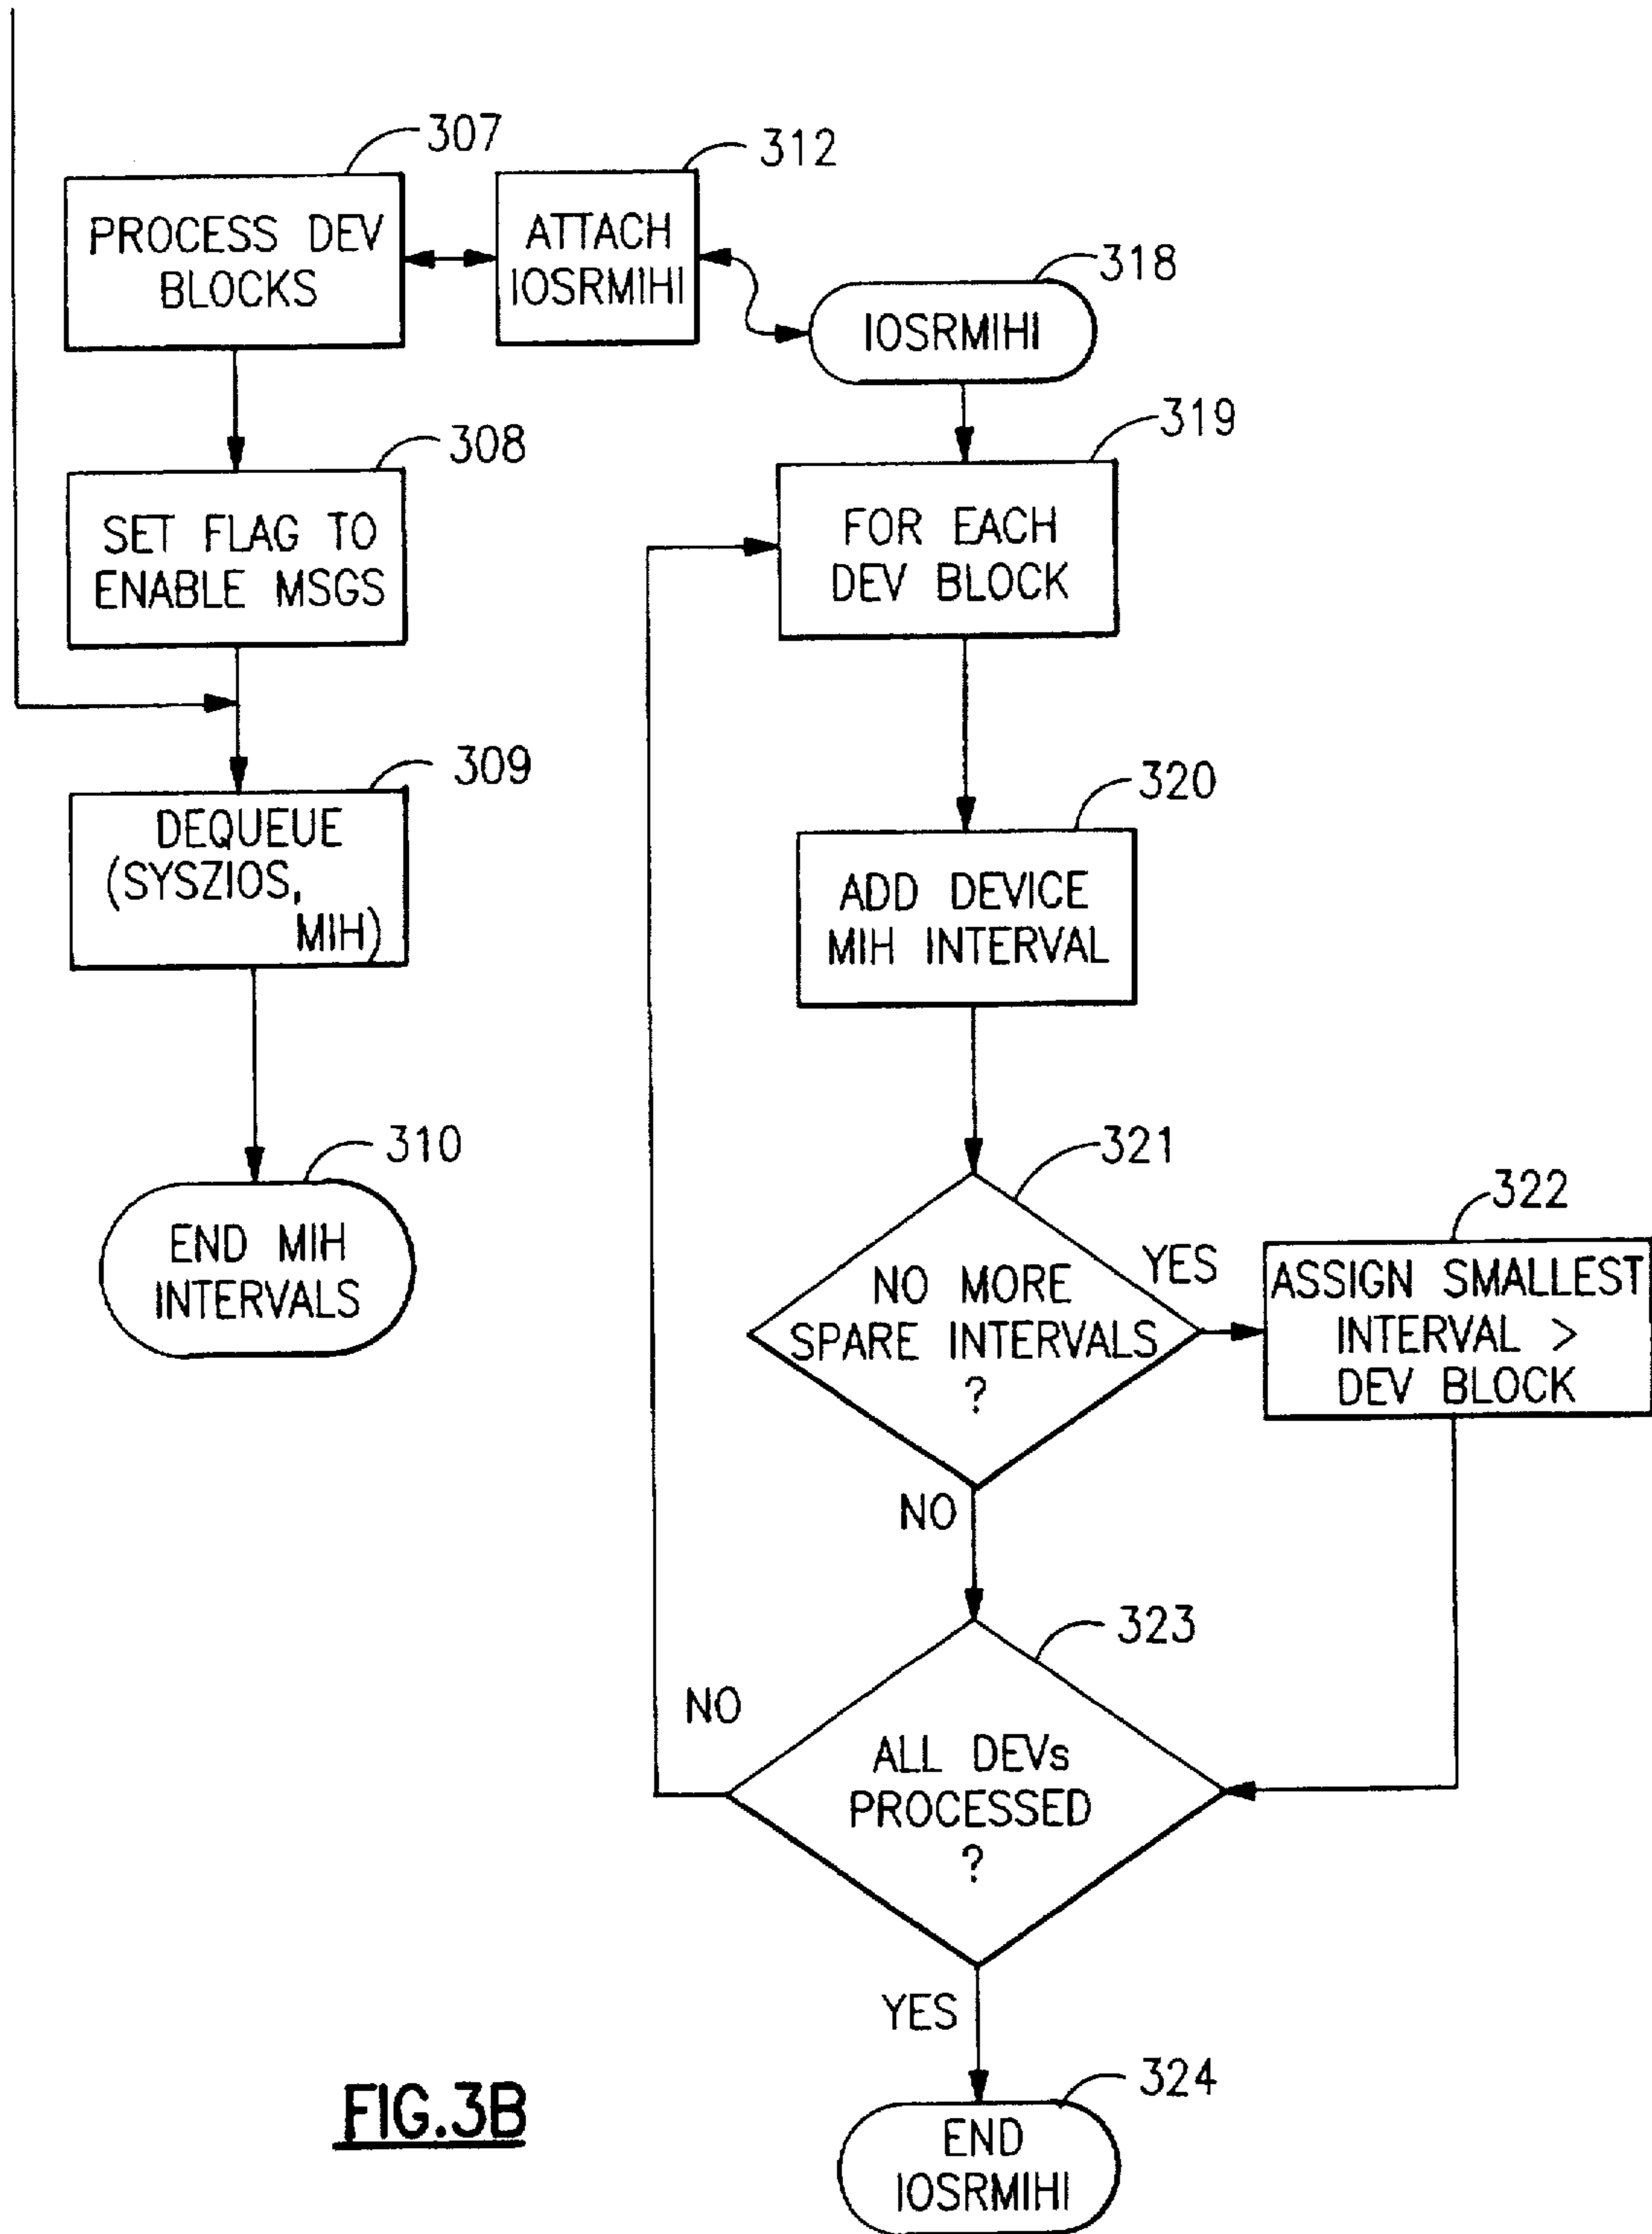 307
PROCESS DEV
BLOCKS
312
ATTACH
IOSRMIHI
318
IOSRMIHI
308
SET FLAG TO
ENABLE MSGS
319
FOR EACH
DEV BLOCK
309
DEQUEUE
(SYSZIOS,
MIH)
320
ADD DEVICE
MIH INTERVAL
310
END MIH
INTERVALS
321
NO MORE
SPARE INTERVALS
?
YES
NO
322
ASSIGN SMALLEST
INTERVAL >
DEV BLOCK
323
ALL DEVs
PROCESSED
?
NO
YES
324
END
IOSRMIHI
FIG.3B